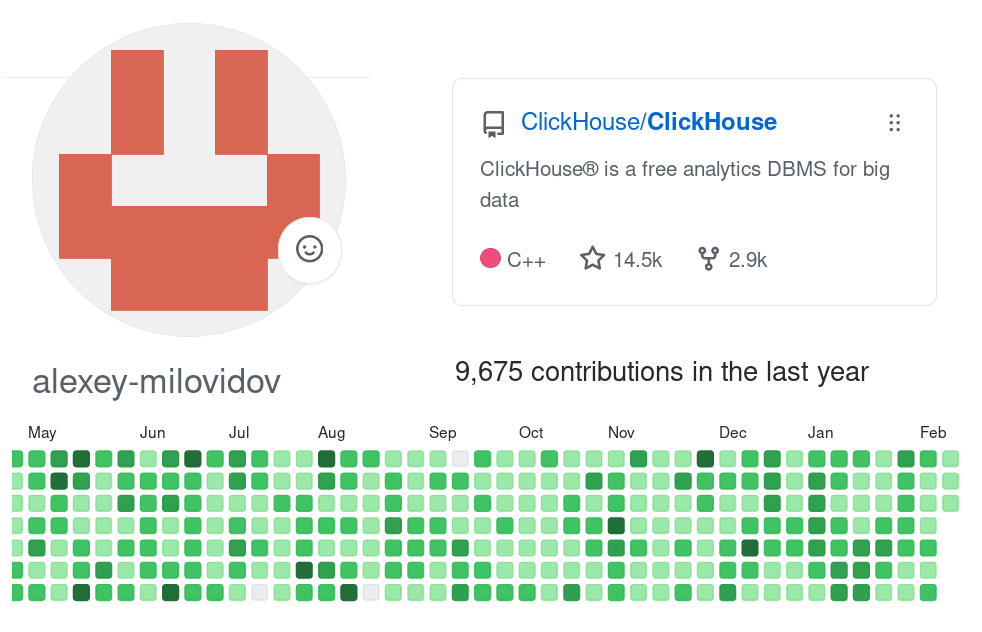 ClickHouse/ClickHouse
ClickHouse® is a free analytics DBMS for big
data
C++ 14.5k 2.9k
alexey-milovidov
9,675 contributions in the last year
May Jun Jul Aug Sep Oct Nov Dec Jan Feb